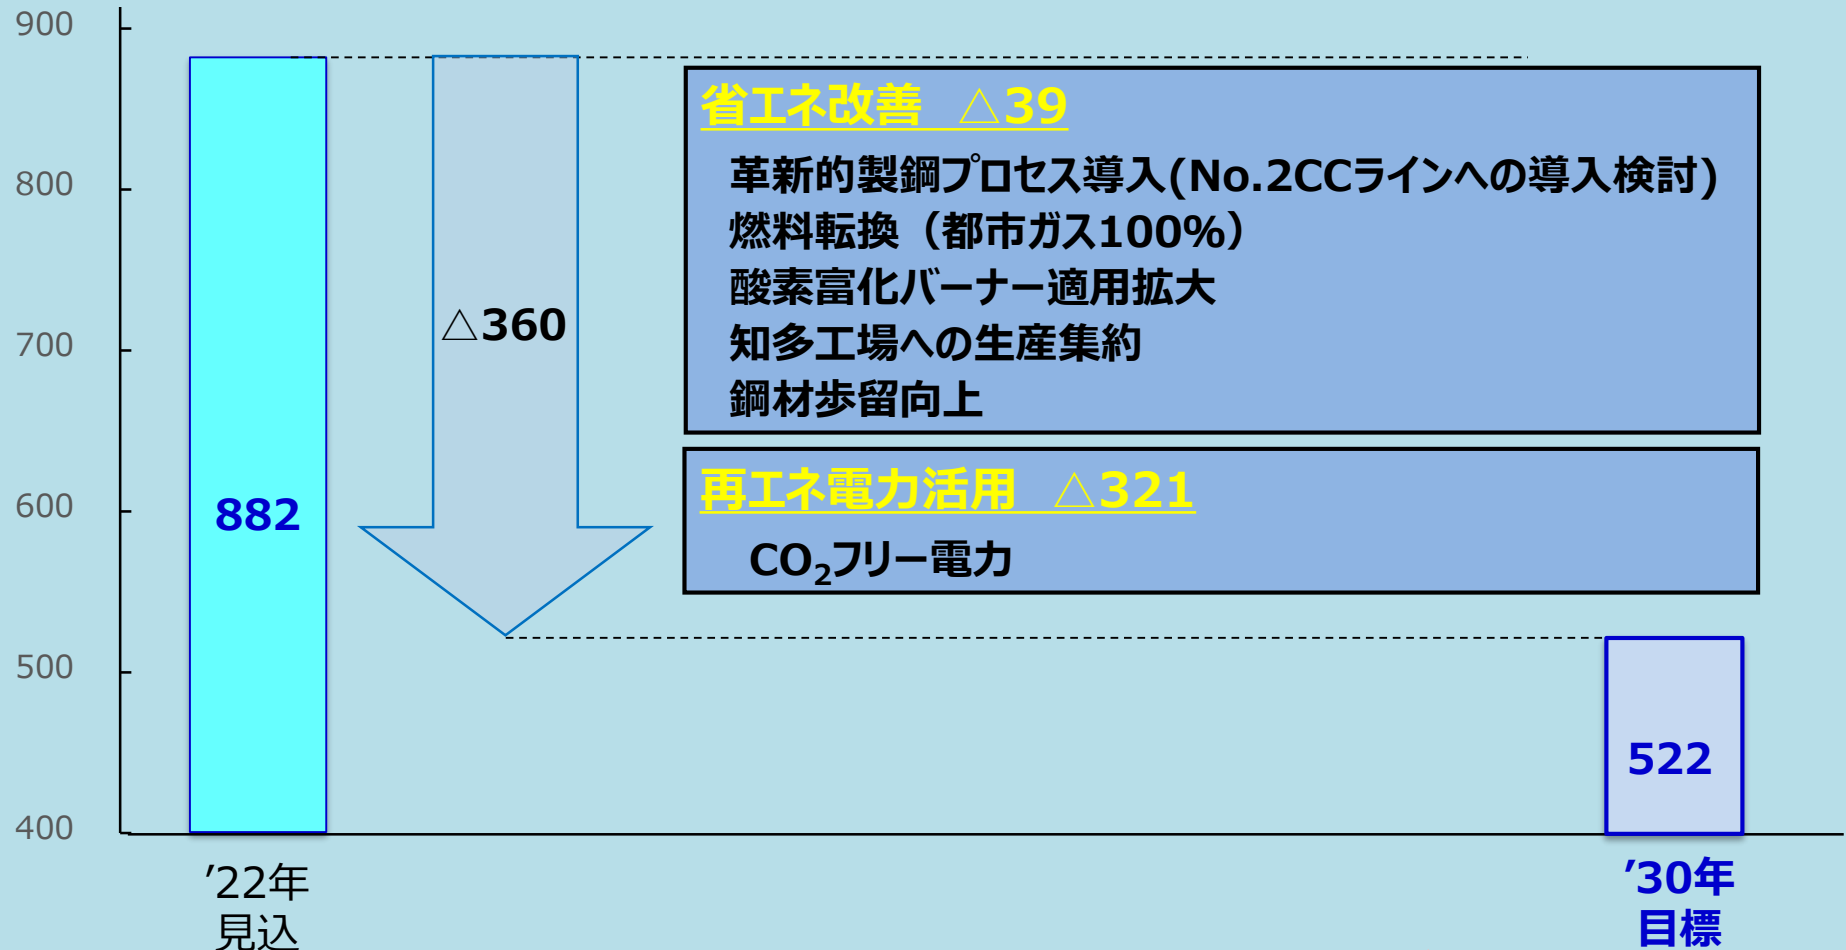 900
800
700
600
500
400
882
△360
省エネ改善　△39
革新的製鋼プロセス導入(No.2CCラインへの導入検討)
燃料転換（都市ガス100%）
酸素富化バーナー適用拡大
知多工場への生産集約
鋼材歩留向上
再エネ電力活用　△321
CO₂フリー電力
522
’22年
見込
’30年
目標